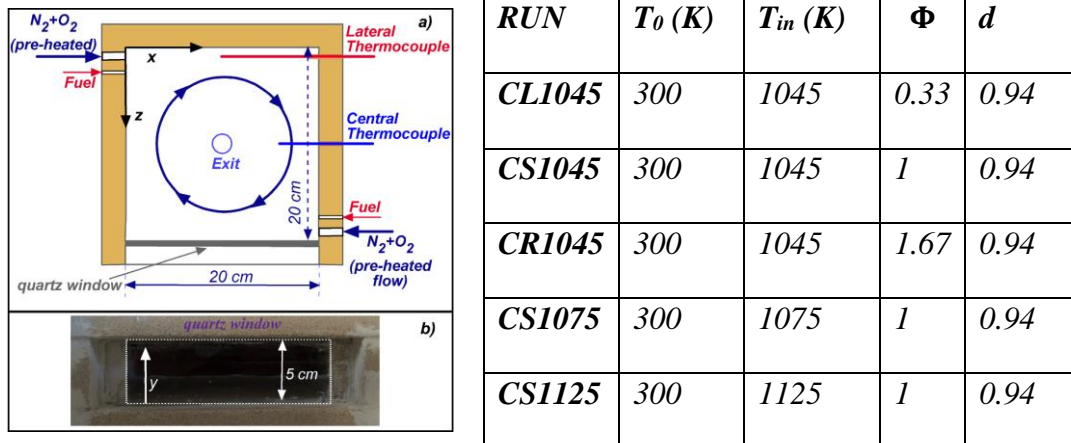 N2+O2
(pre-heated)
Fuel
x
z
a)
Lateral
Thermocouple
Central
Thermocouple
Exit
20 cm
Fuel
N2+O2
(pre-heated
flow)
quartz window
20 cm
quartz window
b)
y
5 cm
RUN T0 (K) Tin (K) Φ d
CL1045 300 1045 0.33 0.94
CS1045 300 1045 1 0.94
CR1045 300 1045 1.67 0.94
CS1075 300 1075 1 0.94
CS1125 300 1125 1 0.94